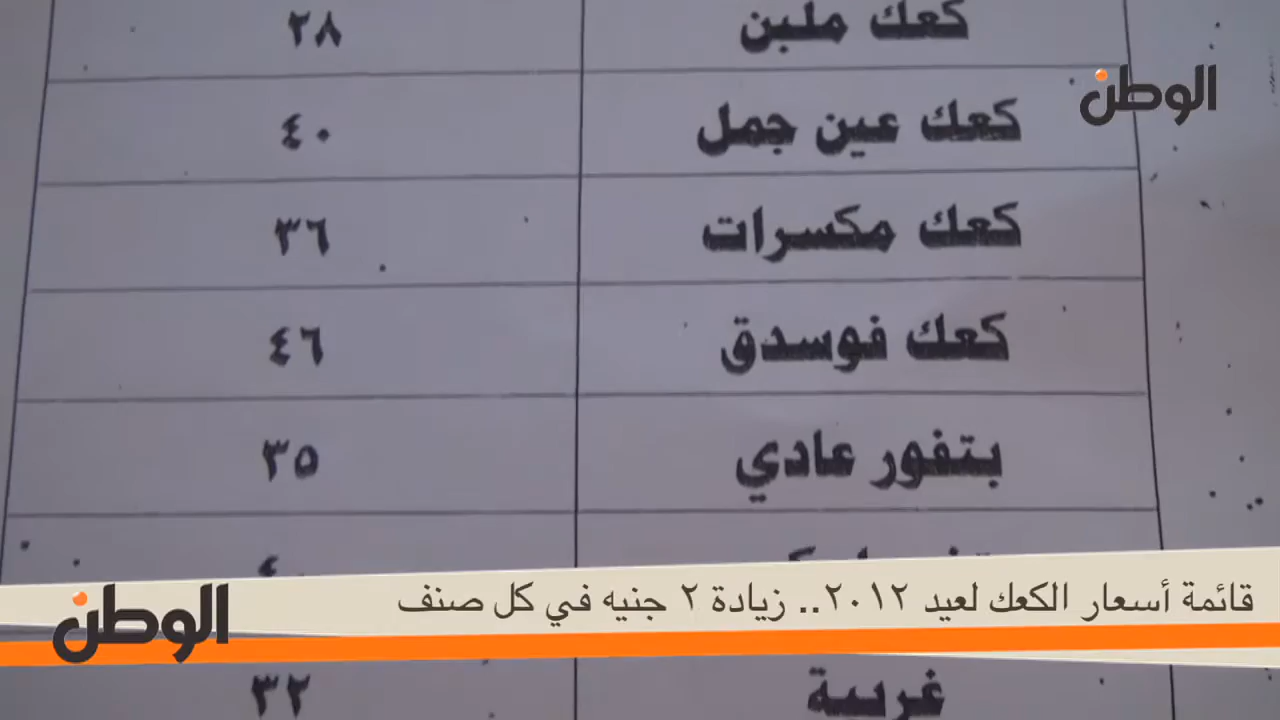 كعك ملبن ٢٨
الوطن
كعك عين جمل ٤٠
كعك مكسرات ٣٦
كعك فوسدق ٤٦
بتفور عادي ٣٥
قائمة أسعار الكعك لعيد ٢٠١٢.. زيادة ٢ جنيه في كل صنف
الوطن
غريبة ٣٢